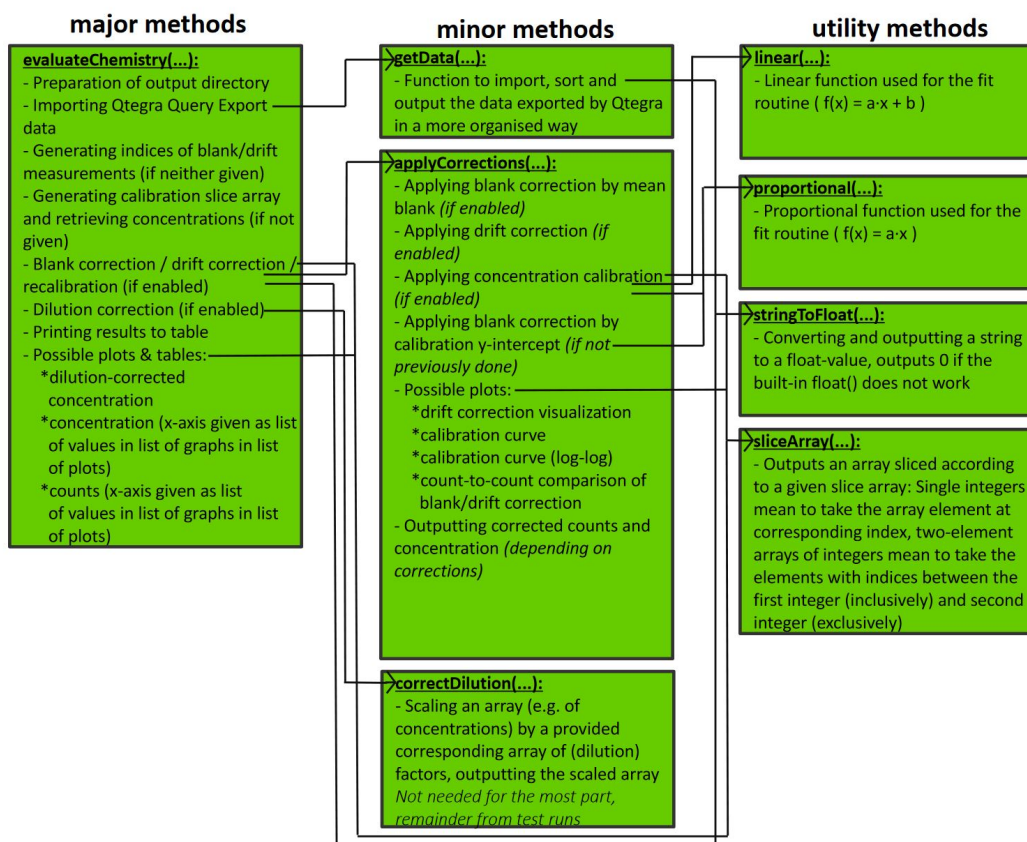 major methods
evaluateChemistry(...):
- Preparation of output directory
- Importing Qtegra Query Export
data
- Generating indices of blank/drift
measurements (if neither given)
- Generating calibration slice array
and retrieving concentrations (if not
given)
- Blank correction / drift correction /
recalibration (if enabled)
- Dilution correction (if enabled)
- Printing results to table
- Possible plots & tables:
*dilution-corrected
concentration
*concentration (x-axis given as list
of values in list of graphs in list
of plots)
*counts (x-axis given as list
of values in list of graphs in list
of plots)
minor methods
getData(...):
- Function to import, sort and
output the data exported by Qtegra
in a more organised way
applyCorrections(...):
- Applying blank correction by mean
blank (if enabled)
- Applying drift correction (if
enabled)
- Applying concentration calibration
(if enabled)
- Applying blank correction by
calibration y-intercept (if not
previously done)
- Possible plots:
*drift correction visualization
*calibration curve
*calibration curve (log-log)
*count-to-count comparison of
blank/drift correction
- Outputting corrected counts and
concentration (depending on
corrections)
correctDilution(...):
- Scaling an array (e.g. of
concentrations) by a provided
corresponding array of (dilution)
factors, outputting the scaled array
Not needed for the most part,
remainder from test runs
utility methods
linear(...):
- Linear function used for the fit
routine ( f(x) = a·x + b )
proportional(...):
- Proportional function used for the
fit routine ( f(x) = a·x )
stringToFloat(...):
- Converting and outputting a string
to a float-value, outputs 0 if the
built-in float() does not work
sliceArray(...):
- Outputs an array sliced according
to a given slice array: Single integers
mean to take the array element at
corresponding index, two-element
arrays of integers mean to take the
elements with indices between the
first integer (inclusively) and second
integer (exclusively)